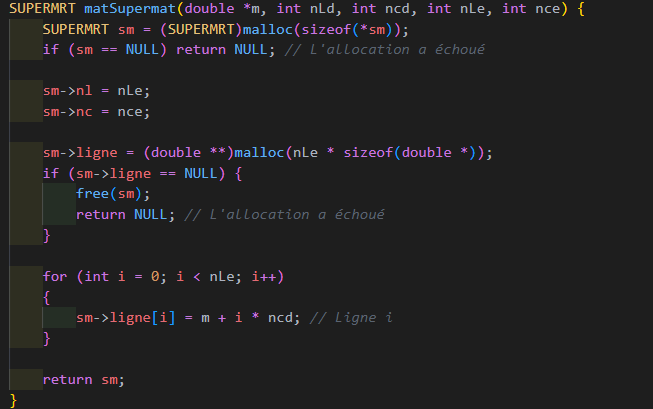 SUPERMRT matSupermat(double *m, int nLd, int ncd, int nLe, int nce) {
SUPERMRT sm = (SUPERMRT)malloc(sizeof(*sm));
if (sm == NULL) return NULL; // L'allocation a échoué
sm->nl = nLe;
sm->nc = nce;
sm->ligne = (double **)malloc(nLe * sizeof(double *));
if (sm->ligne == NULL) {
free(sm);
return NULL; // L'allocation a échoué
}
for (int i = 0; i < nLe; i++)
{
sm->ligne[i] = m + i * ncd; // Ligne i
}
return sm;
}